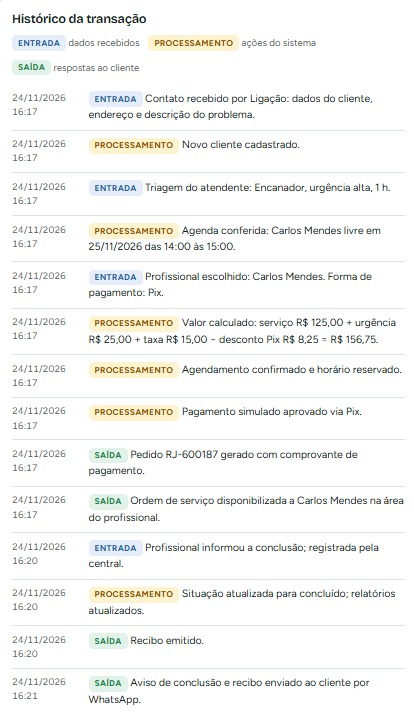 Histórico da transação
ENTRADA dados recebidos PROCESSAMENTO ações do sistema
SAÍDA respostas ao cliente
24/11/2026 ENTRADA Contato recebido por Ligação: dados do cliente,
16:17 endereço e descrição do problema.
24/11/2026 PROCESSAMENTO Novo cliente cadastrado.
16:17
24/11/2026 ENTRADA Triagem do atendente: Encanador, urgência alta, 1 h.
16:17
24/11/2026 PROCESSAMENTO Agenda conferida: Carlos Mendes livre em
16:17 25/11/2026 das 14:00 às 15:00.
24/11/2026 ENTRADA Profissional escolhido: Carlos Mendes. Forma de
16:17 pagamento: Pix.
24/11/2026 PROCESSAMENTO Valor calculado: serviço R$ 125,00 + urgência
16:17 R$ 25,00 + taxa R$ 15,00 − desconto Pix R$ 8,25 = R$ 156,75.
24/11/2026 PROCESSAMENTO Agendamento confirmado e horário reservado.
16:17
24/11/2026 PROCESSAMENTO Pagamento simulado aprovado via Pix.
16:17
24/11/2026 SAÍDA Pedido RJ-600187 gerado com comprovante de
16:17 pagamento.
24/11/2026 SAÍDA Ordem de serviço disponibilizada a Carlos Mendes na área
16:17 do profissional.
24/11/2026 ENTRADA Profissional informou a conclusão; registrada pela
16:20 central.
24/11/2026 PROCESSAMENTO Situação atualizada para concluído; relatórios
16:20 atualizados.
24/11/2026 SAÍDA Recibo emitido.
16:20
24/11/2026 SAÍDA Aviso de conclusão e recibo enviado ao cliente por
16:21 WhatsApp.